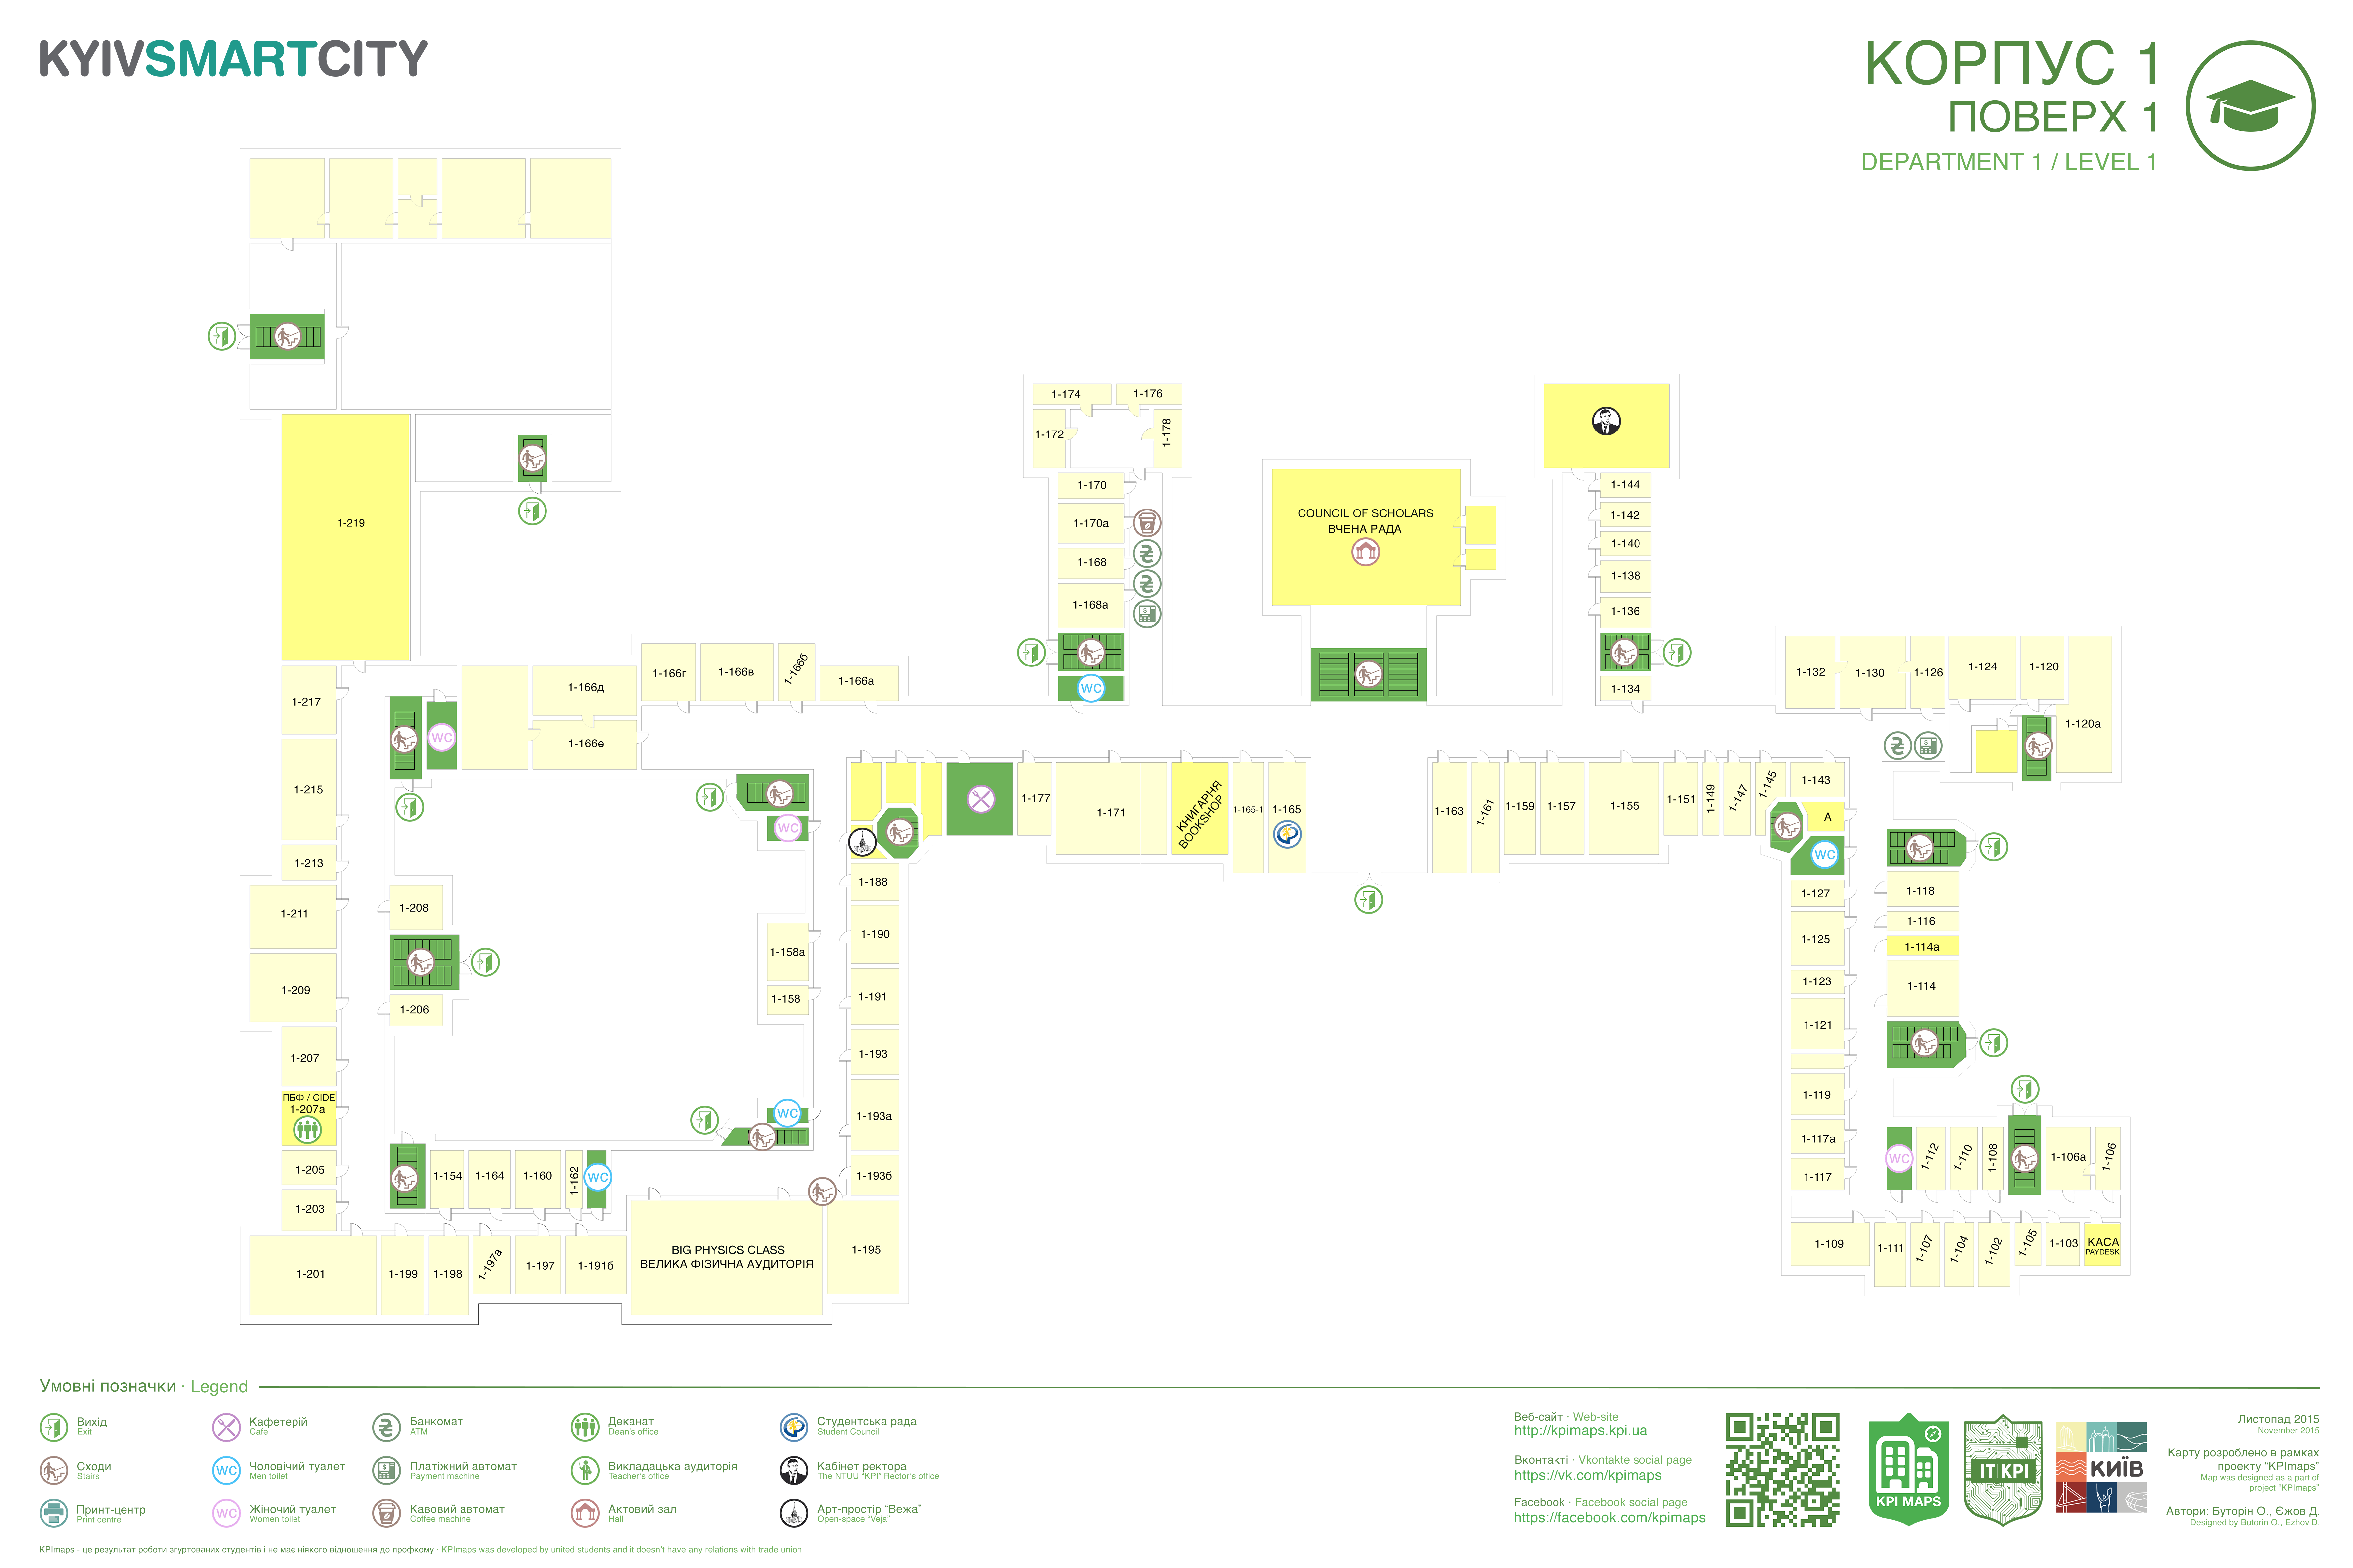 KYIVSMARTCITY
КОРПУС 1
ПОВЕРХ 1
DEPARTMENT 1 / LEVEL 1
1-174
1-176
1-172
1-178
1-170
1-170а
1-168
1-168а
WC
COUNCIL OF SCHOLARS
ВЧЕНА РАДА
1-144
1-142
1-140
1-138
1-136
1-134
1-219
1-217
1-215
1-213
1-211
1-209
1-207
ПБФ / CIDE
1-207а
1-205
1-203
1-201
WC
1-166д
1-166е
1-166г
1-166в
1-166б
1-166а
WC
1-208
1-206
1-158а
1-158
WC
1-154
1-164
1-160
1-162
WC
1-199
1-198
1-197а
1-197
1-191б
BIG PHYSICS CLASS
ВЕЛИКА ФІЗИЧНА АУДИТОРІЯ
1-195
1-188
1-190
1-191
1-193
1-193а
1-193б
1-177
1-171
КНИГАРНЯ
BOOKSHOP
1-165-1
1-165
1-163
1-161
1-159
1-157
1-155
1-151
1-149
1-147
1-145
1-143
А
WC
1-132
1-130
1-126
1-124
1-120
1-120а
1-127
1-125
1-123
1-121
1-119
1-117а
1-117
1-118
1-116
1-114а
1-114
WC
1-112
1-110
1-108
1-106а
1-106
1-109
1-111
1-107
1-104
1-102
1-105
1-103
КАСА
PAYDESK
Умовні позначки · Legend
Вихід
Exit
Сходи
Stairs
Принт-центр
Print centre
Кафетерій
Cafe
WC
Чоловічий туалет
Men toilet
WC
Жіночий туалет
Women toilet
Банкомат
ATM
Платіжний автомат
Payment machine
Кавовий автомат
Coffee machine
Деканат
Dean's office
Викладацька аудиторія
Teacher's office
Актовий зал
Hall
Студентська рада
Student Council
Кабінет ректора
The NTUU "KPI" Rector's office
Арт-простір "Вежа"
Open-space "Veja"
Веб-сайт · Web-site
http://kpimaps.kpi.ua
Вконтакті · Vkontakte social page
https://vk.com/kpimaps
Facebook · Facebook social page
https://facebook.com/kpimaps
KPI MAPS
IT KPI
КИЇВ
Листопад 2015
November 2015
Карту розроблено в рамках
проекту "KPImaps"
Map was designed as a part of
project "KPImaps"
Автори: Буторін О., Єжов Д.
Designed by Butorin O., Ezhov D.
KPImaps - це результат роботи згуртованих студентів і не має ніякого відношення до профкому · KPImaps was developed by united students and it doesn't have any relations with trade union